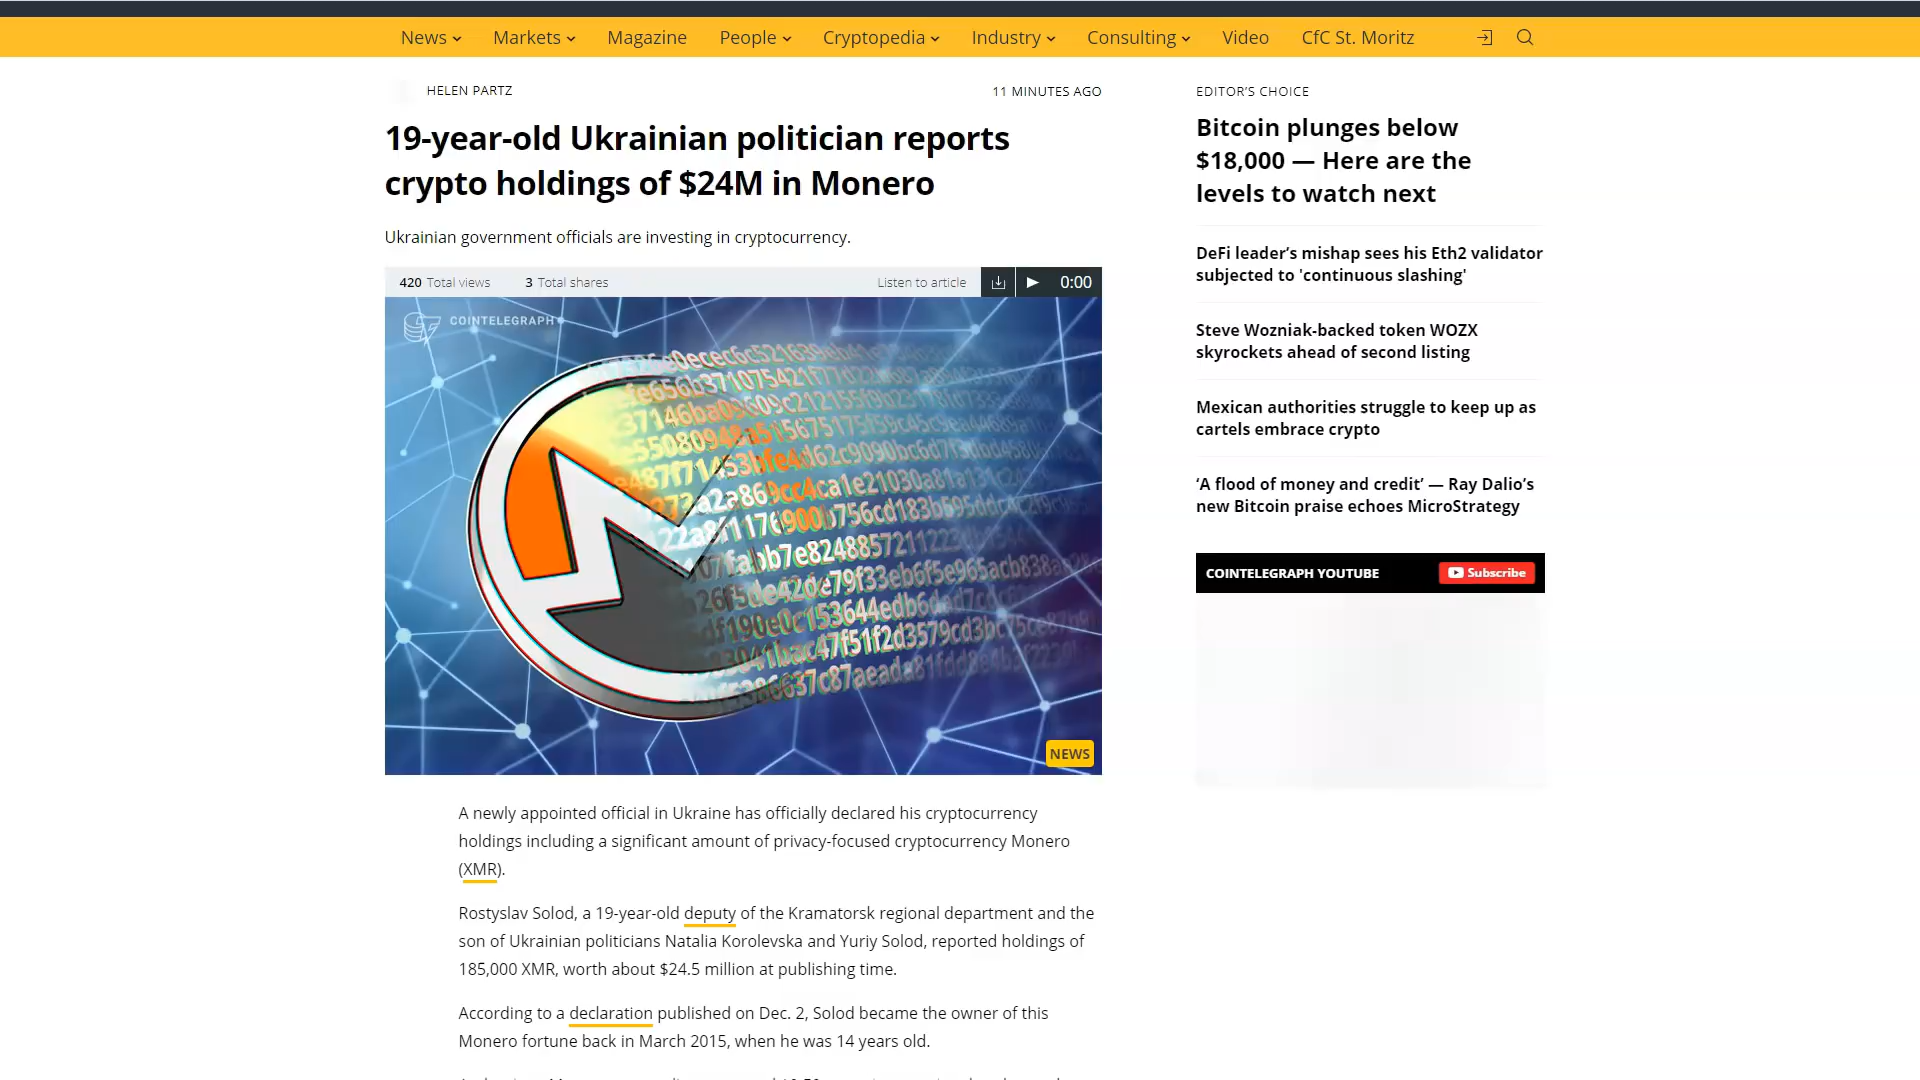 News Markets Magazine People Cryptopedia Industry Consulting Video CfC St. Moritz
HELEN PARTZ
11 MINUTES AGO
19-year-old Ukrainian politician reports
crypto holdings of $24M in Monero
Ukrainian government officials are investing in cryptocurrency.
420 Total views 3 Total shares Listen to article 0:00
COINTELEGRAPH
NEWS
A newly appointed official in Ukraine has officially declared his cryptocurrency
holdings including a significant amount of privacy-focused cryptocurrency Monero
(XMR).
Rostyslav Solod, a 19-year-old deputy of the Kramatorsk regional department and the
son of Ukrainian politicians Natalia Korolevska and Yuriy Solod, reported holdings of
185,000 XMR, worth about $24.5 million at publishing time.
According to a declaration published on Dec. 2, Solod became the owner of this
Monero fortune back in March 2015, when he was 14 years old.
EDITOR'S CHOICE
Bitcoin plunges below
$18,000 — Here are the
levels to watch next
DeFi leader’s mishap sees his Eth2 validator
subjected to 'continuous slashing'
Steve Wozniak-backed token WOZX
skyrockets ahead of second listing
Mexican authorities struggle to keep up as
cartels embrace crypto
‘A flood of money and credit’ — Ray Dalio’s
new Bitcoin praise echoes MicroStrategy
COINTELEGRAPH YOUTUBE
Subscribe